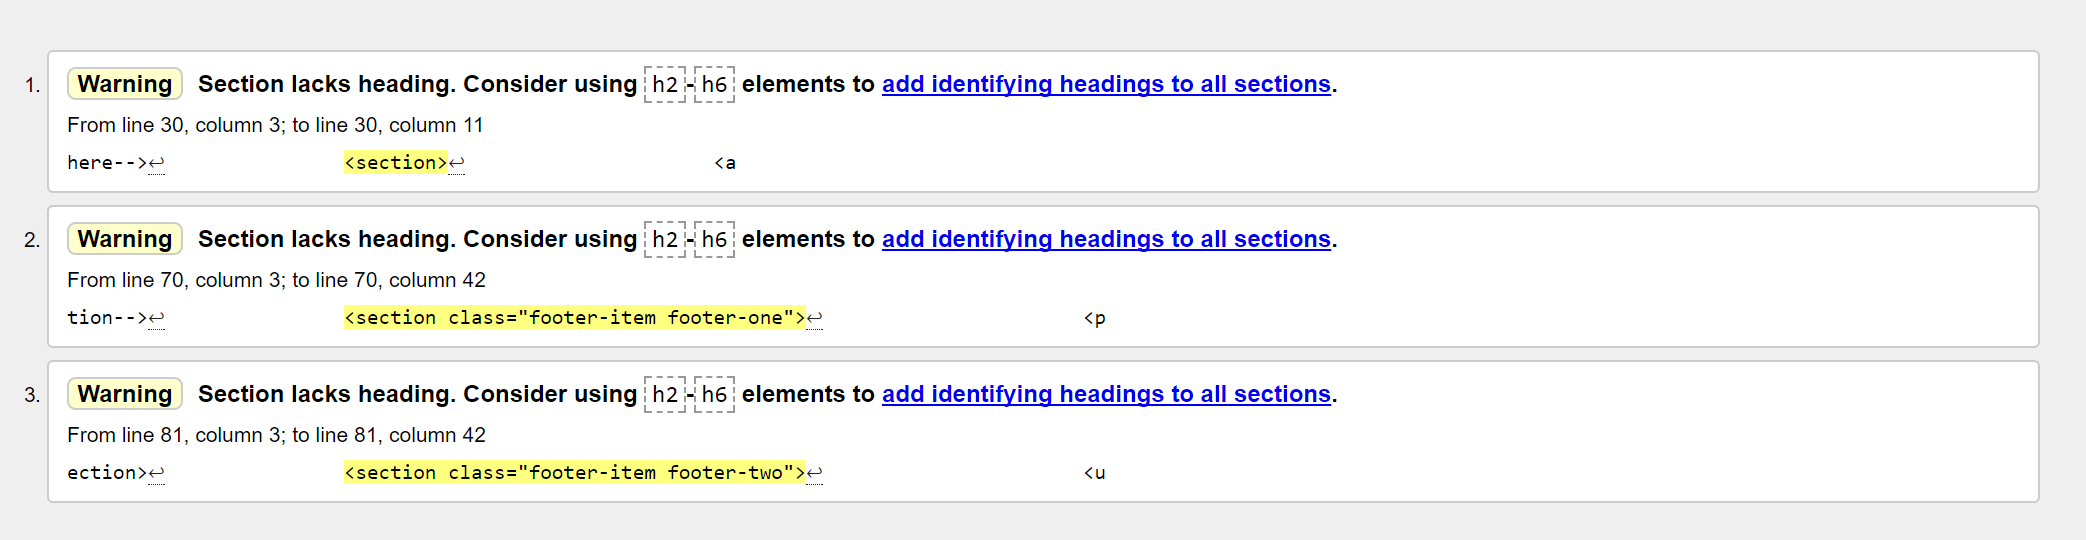 1. Warning Section lacks heading. Consider using h2-h6 elements to add identifying headings to all sections.
From line 30, column 3; to line 30, column 11
here-->↩ <section>↩ <a
2. Warning Section lacks heading. Consider using h2-h6 elements to add identifying headings to all sections.
From line 70, column 3; to line 70, column 42
tion-->↩ <section class="footer-item footer-one">↩ <p
3. Warning Section lacks heading. Consider using h2-h6 elements to add identifying headings to all sections.
From line 81, column 3; to line 81, column 42
ection>↩ <section class="footer-item footer-two">↩ <u